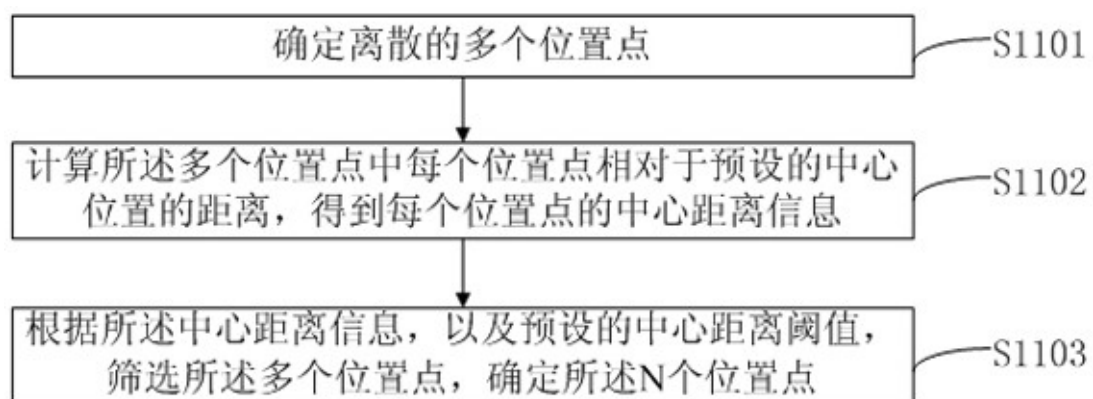 确定离散的多个位置点
S1101
计算所述多个位置点中每个位置点相对于预设的中心
位置的距离，得到每个位置点的中心距离信息
S1102
根据所述中心距离信息，以及预设的中心距离阈值，
筛选所述多个位置点，确定所述N个位置点
S1103